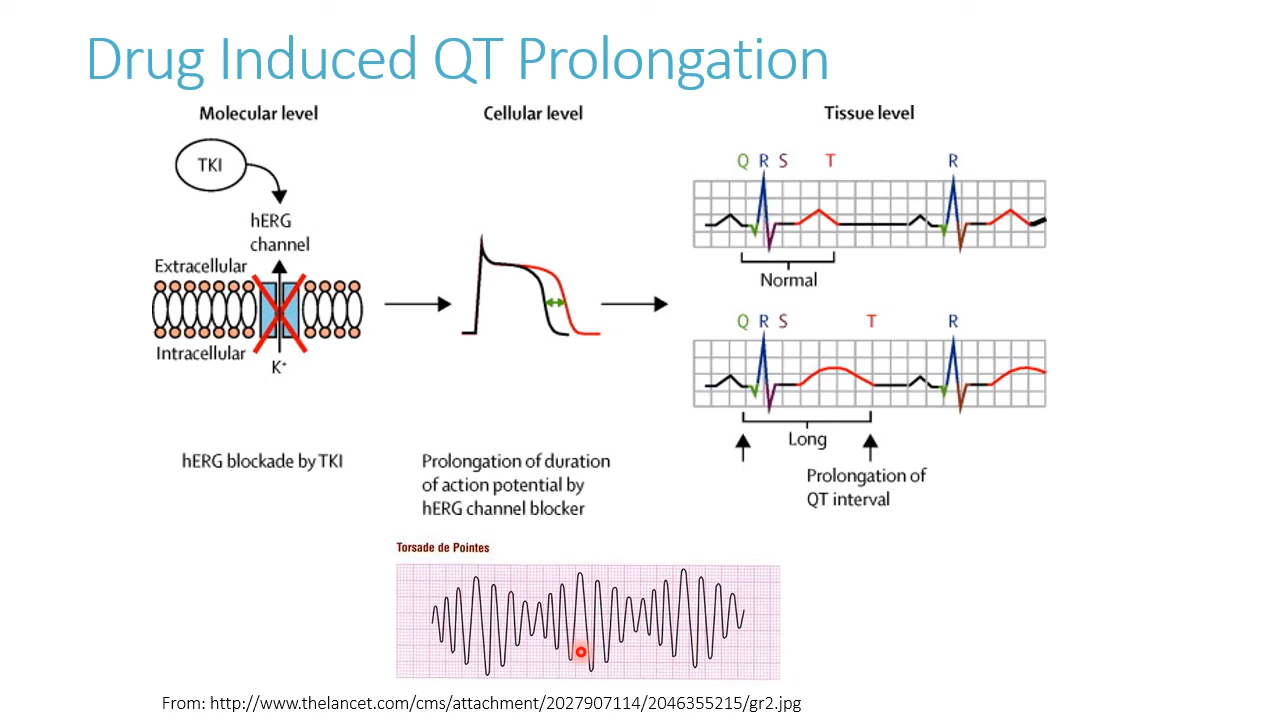 Drug Induced QT Prolongation
Molecular level
Cellular level
Tissue level
TKI
hERG
channel
Extracellular
Intracellular
K+
hERG blockade by TKI
Prolongation of duration
of action potential by
hERG channel blocker
Q R S T R
Normal
Q R S T R
Long
Prolongation of
QT interval
Torsade de Pointes
From: http://www.thelancet.com/cms/attachment/2027907114/2046355215/gr2.jpg